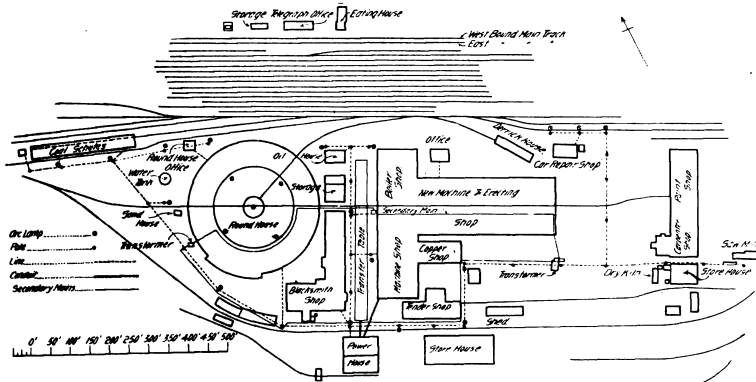 Storage Telegraph Office Eating House
West Bound Main Track
East " " "
Coal Schutes
Round House
Office
Water
Tank
Sand
House
Oil
House
Storage
Round House
Transformer
Blacksmith
Shop
Transfer Table
Boiler
Shop
Office
Derrick House
Car Repair Shop
New Machine & Erecting
Secondary Main
Shop
Machine Shop
Copper
Shop
Transformer
Tender Shop
Shed
Power
House
Store House
Paint
Shop
Carpenter
Shop
Dry Kiln
Store House
Arc Lamp
Pole
Line
Conduit
Secondary Mains
0' 50' 100' 150' 200' 250' 300' 350' 400' 450' 500'